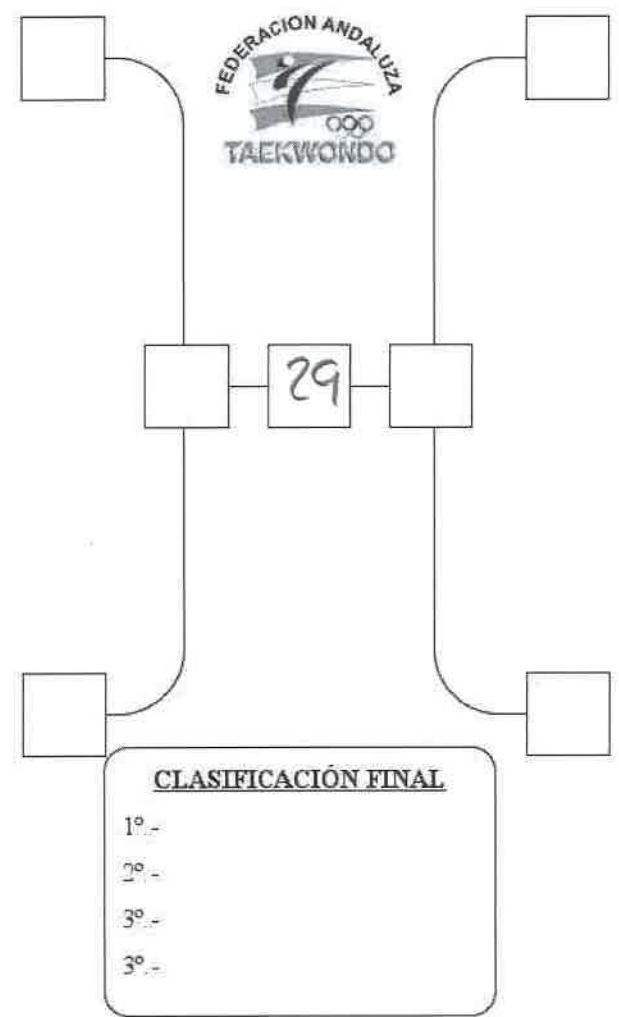 FEDERACION ANDALUZA
TAEKWONDO
29
CLASIFICACIÓN FINAL
1º.-
2º.-
3º.-
3º.-